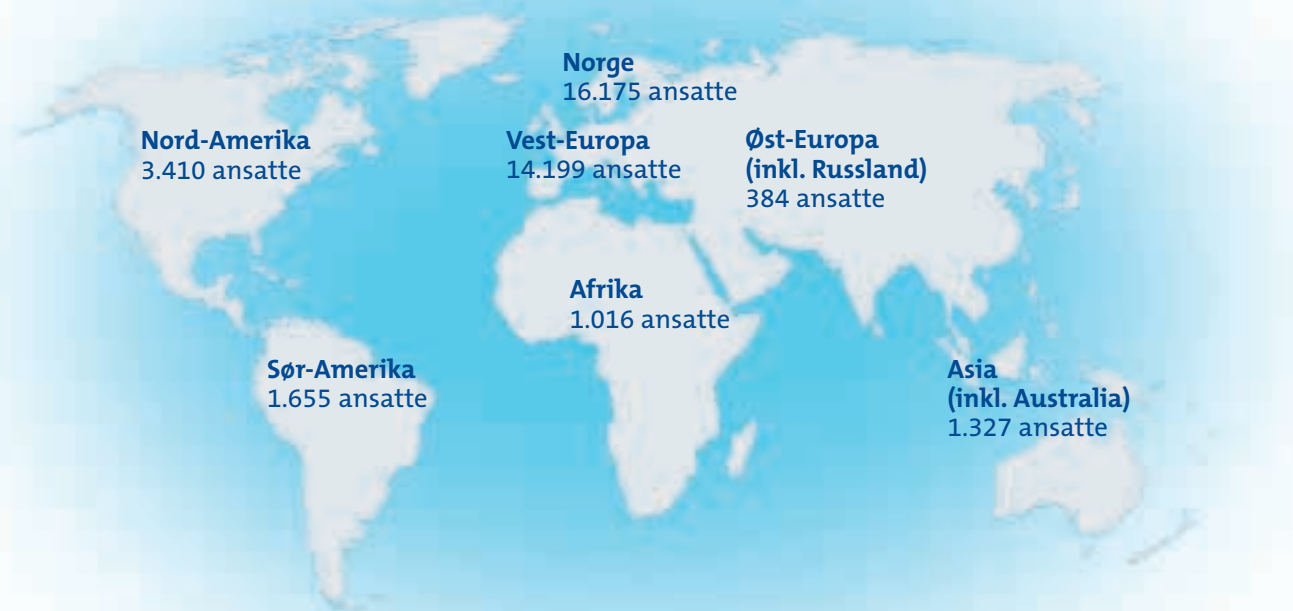 Norge
16.175 ansatte
Nord-Amerika
3.410 ansatte
Vest-Europa
14.199 ansatte
Øst-Europa
(inkl. Russland)
384 ansatte
Afrika
1.016 ansatte
Sør-Amerika
1.655 ansatte
Asia
(inkl. Australia)
1.327 ansatte